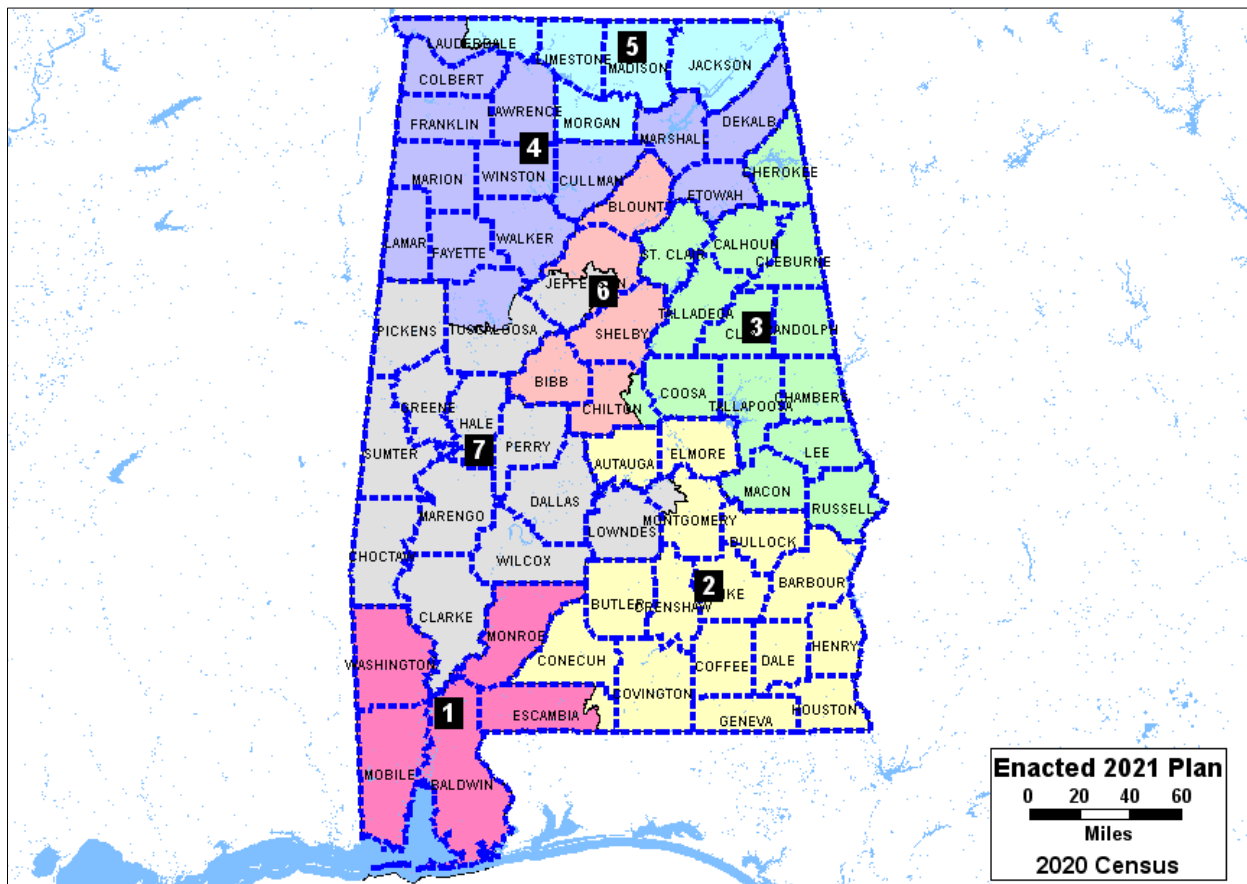 LAUDERDALE
LIMESTONE
5
MADISON
JACKSON
COLBERT
LAWRENCE
FRANKLIN
MORGAN
MARSHALL
DEKALB
4
MARION
WINSTON
CULLMAN
CHEROKEE
ETOWAH
BLOUNT
LAMAR
FAYETTE
WALKER
ST. CLAIR
CALHOUN
CLEBURNE
JEFFERSON
6
PICKENS
TUSCALOOSA
SHELBY
TALLADEGA
CL
3
ANDOLPH
BIBB
CHILTON
COOSA
TALLAPOOSA
CHAMBERS
GREENE
HALE
PERRY
7
SUMTER
AUTAUGA
ELMORE
LEE
MACON
RUSSELL
MARENGO
DALLAS
LOWNDES
MONTGOMERY
BULLOCK
CHOCTAW
WILCOX
2
IKE
BARBOUR
BUTLER
CRENSHAW
CLARKE
MONROE
WASHINGTON
CONECUH
COFFEE
DALE
HENRY
COVINGTON
HOUSTON
GENEVA
1
ESCAMBIA
MOBILE
BALDWIN
Enacted 2021 Plan
0 20 40 60
Miles
2020 Census